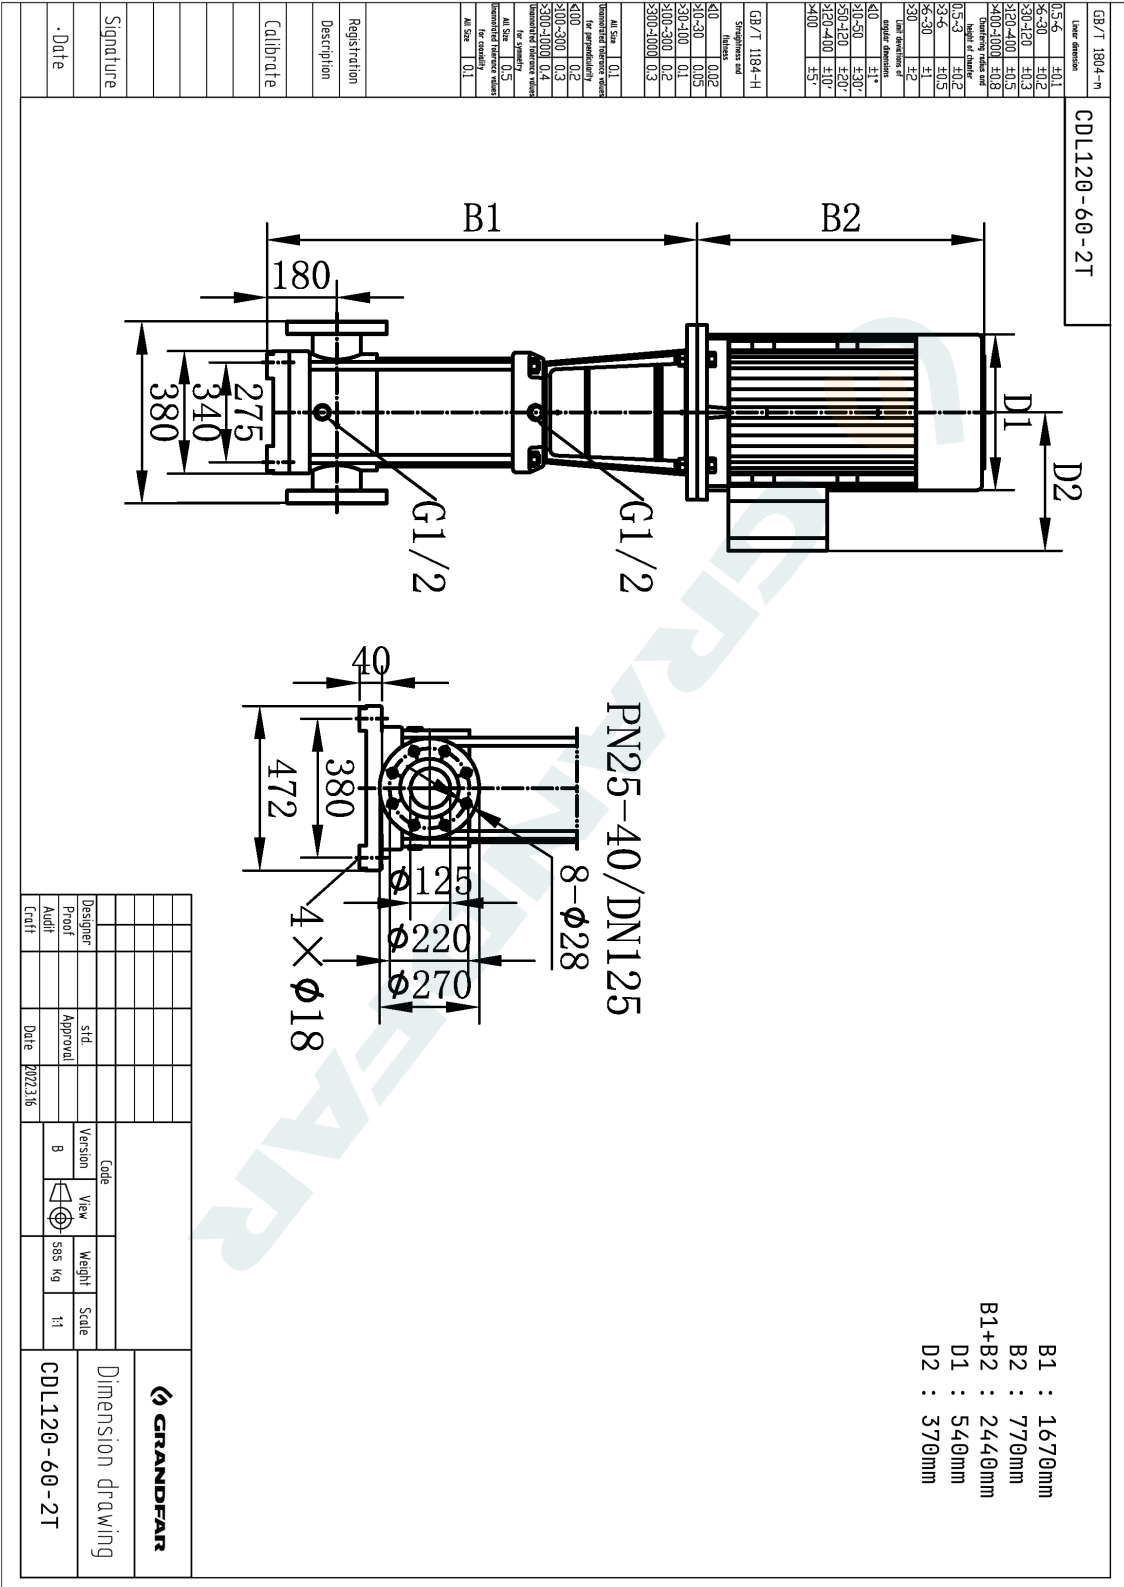 GB/T 1804-m
Linear dimension
0.5~6 ±0.1
>6~30 ±0.2
>30~120 ±0.3
>120~400 ±0.5
>400~1000 ±0.8
Chamfering radius and
height of chamfer
0.5~3 ±0.2
>3~6 ±0.5
>6~30 ±1
>30 ±2
Limit deviations of
angular dimensions
≤10 ±1°
>10~50 ±30'
>50~120 ±20'
>120~400 ±10'
>400 ±5'
GB/T 1184-H
Straightness and
flatness
≤10 0.02
>10~30 0.05
>30~100 0.1
>100~300 0.2
>300~1000 0.3
Unannotated tolerance values
for perpendicularity
≤100 0.2
>100~300 0.3
>300~1000 0.4
Unannotated tolerance values
for symmetry
All Size 0.5
Unannotated tolerance values
for coaxiality
All Size 0.1
All Size 0.1
Registration
Description
Calibrate
Signature
·Date
CDL120-60-2T
B1
B2
180
275
340
380
G1/2
G1/2
D1
D2
40
380
472
PN25-40/DN125
8-ϕ28
ϕ125
ϕ220
ϕ270
4×ϕ18
B1 : 1670mm
B2 : 770mm
B1+B2 : 2440mm
D1 : 540mm
D2 : 370mm
GRANDFAR
Designer
std.
Proof
Approval
Audit
Craft
Date
2022.3.16
Code
Version
View
Weight
Scale
B
585 Kg
1:1
GRANDFAR
Dimension drawing
CDL120-60-2T